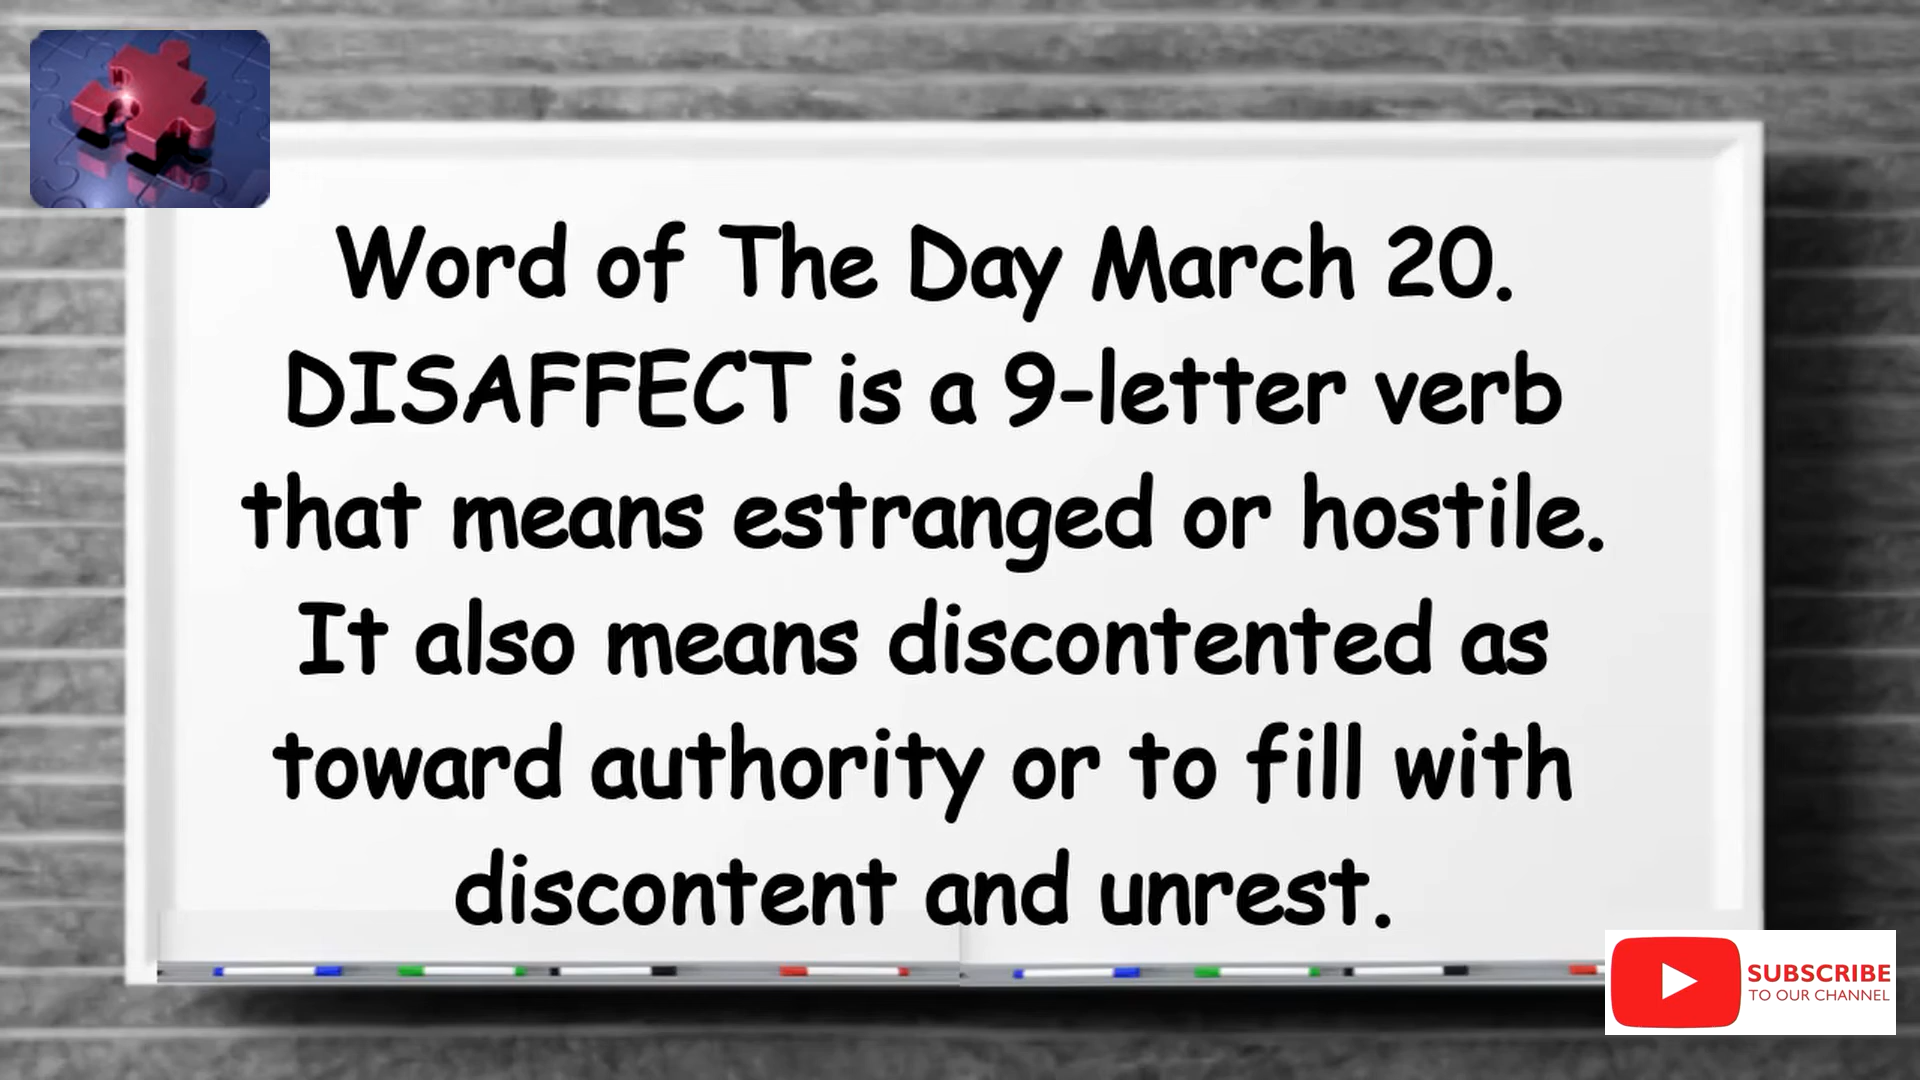 Word of The Day March 20.
DISAFFECT is a 9-letter verb
that means estranged or hostile.
It also means discontented as
toward authority or to fill with
discontent and unrest.
SUBSCRIBE
TO OUR CHANNEL